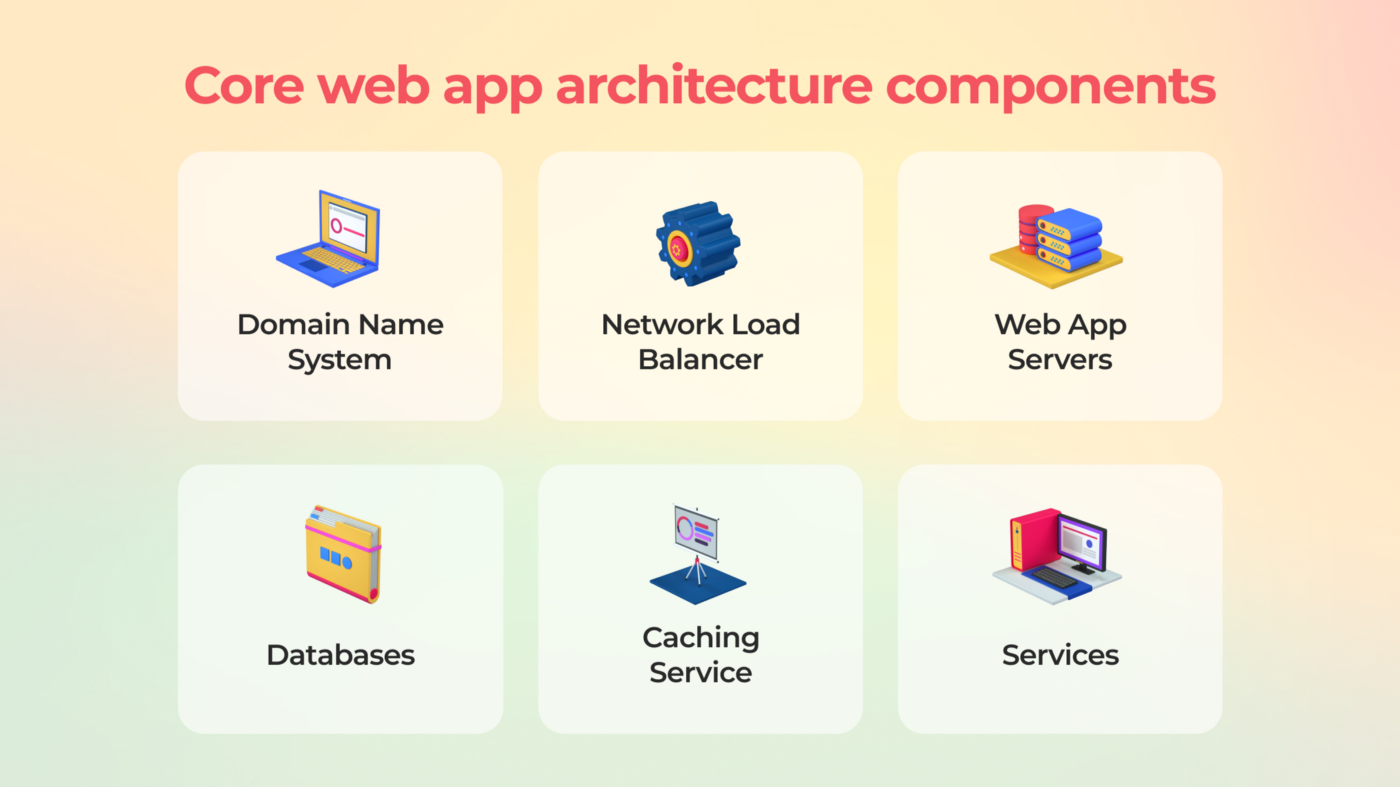 Core web app architecture components
Domain Name
System
Network Load
Balancer
Web App
Servers
Databases
Caching
Service
Services